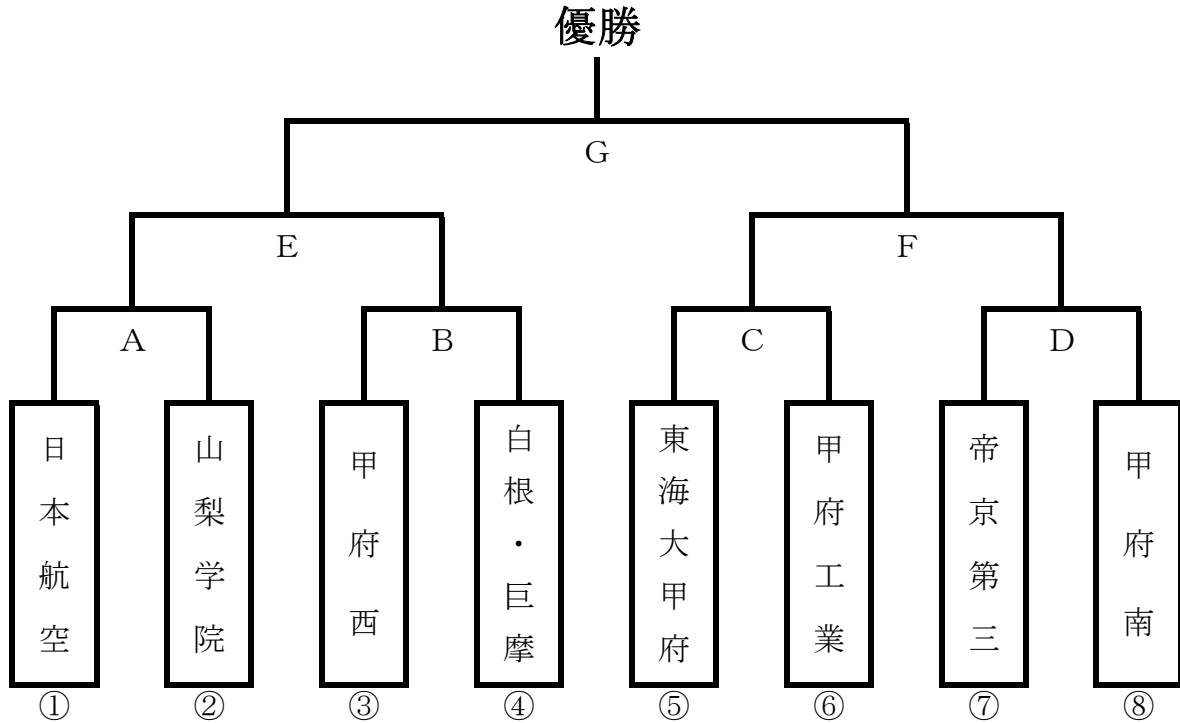 優勝
G
E
F
A
B
C
D
日本航空
山梨学院
甲府西
白根・巨摩
東海大甲府
甲府工業
帝京第三
甲府南
①
②
③
④
⑤
⑥
⑦
⑧